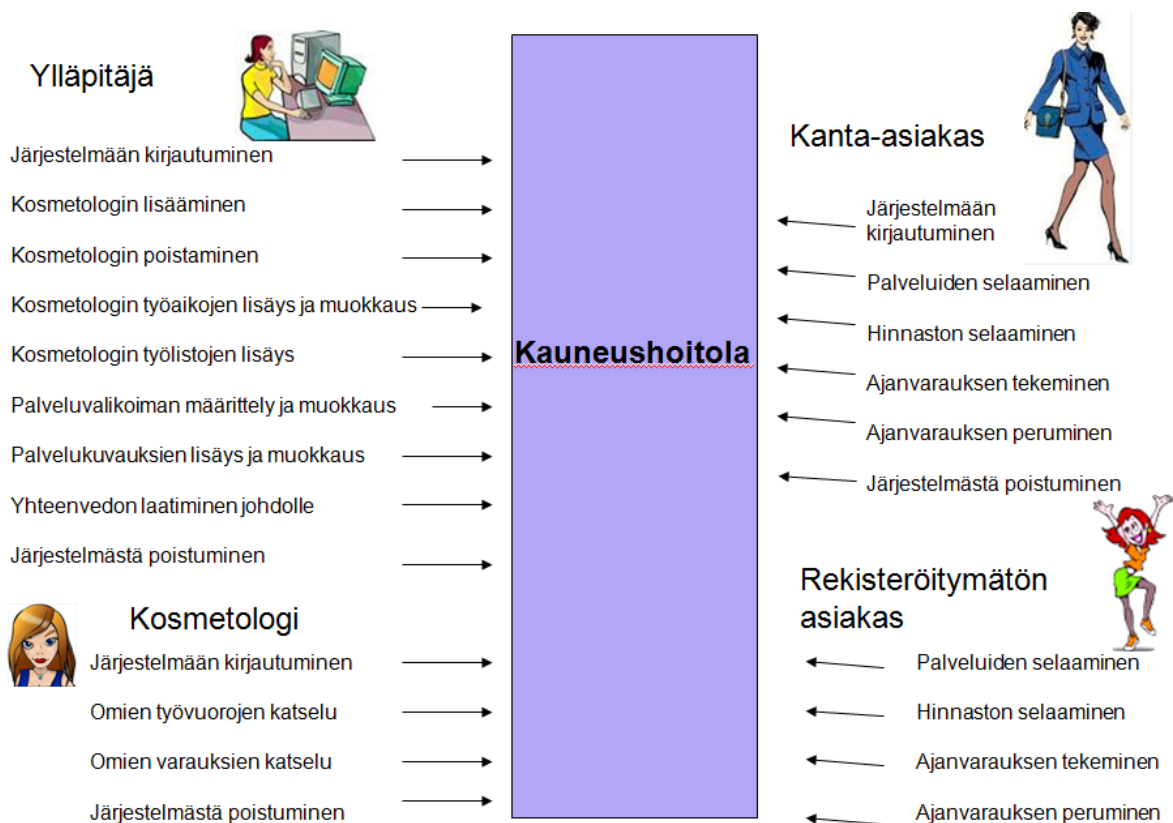 Ylläpitäjä
Järjestelmään kirjautuminen
Kosmetologin lisääminen
Kosmetologin poistaminen
Kosmetologin työaikojen lisäys ja muokkaus
Kosmetologin työlistojen lisäys
Palveluvalikoiman määrittely ja muokkaus
Palvelukuvauksien lisäys ja muokkaus
Yhteenvedon laatiminen johdolle
Järjestelmästä poistuminen
Kosmetologi
Järjestelmään kirjautuminen
Omien työvuorojen katselu
Omien varauksien katselu
Järjestelmästä poistuminen
Kauneushoitola
Kanta-asiakas
Järjestelmään
kirjautuminen
Palveluiden selaaminen
Hinnaston selaaminen
Ajanvarauksen tekeminen
Ajanvarauksen peruminen
Järjestelmästä poistuminen
Rekisteröitymätön
asiakas
Palveluiden selaaminen
Hinnaston selaaminen
Ajanvarauksen tekeminen
Ajanvarauksen peruminen